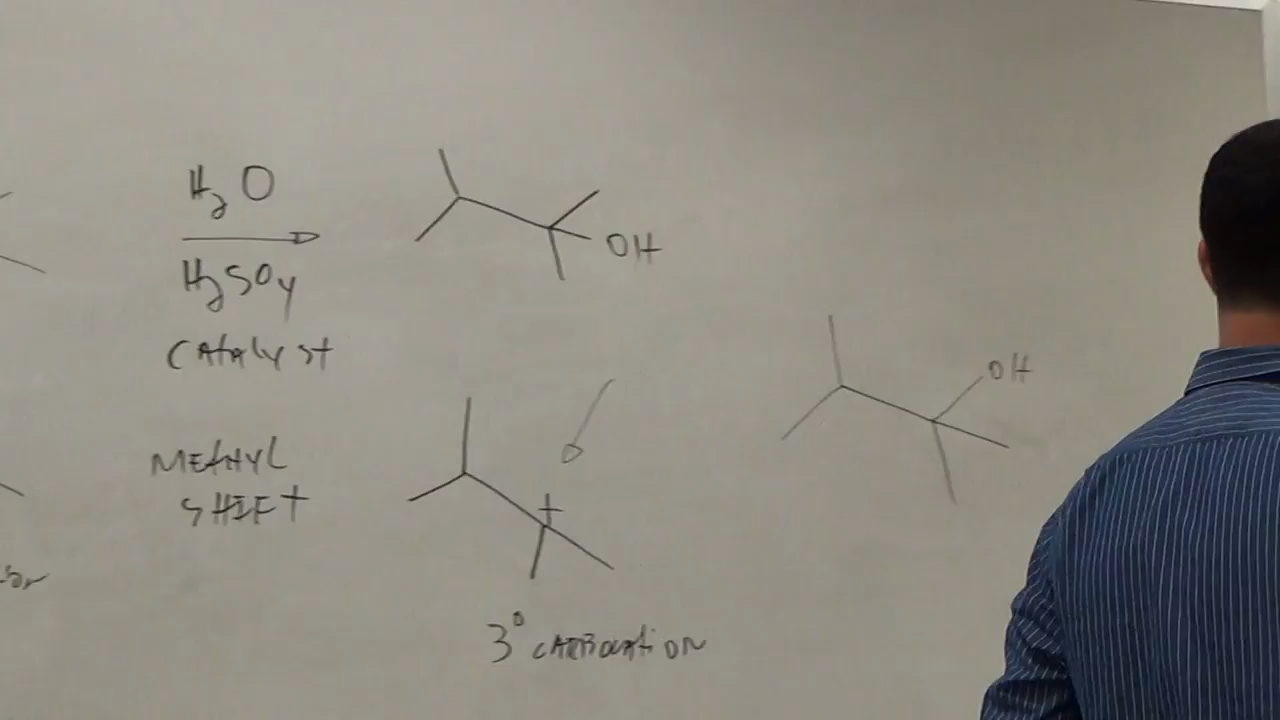 H2O
H2SO4
CATALYST
OH
OH
METHYL
SHIFT
+
3° CARBOCATION